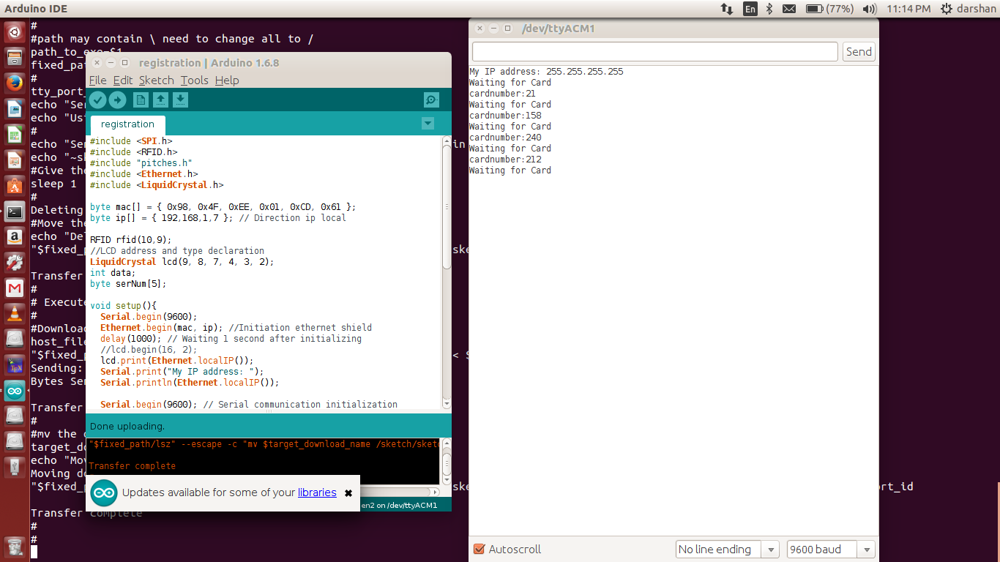 Arduino IDE
En
(77%)
11:14 PM
darshan
#
#path may contain \ need to change all to /
path_to_exe=$1
fixed_pa
#
tty_port_
echo "Se
echo "Us
#
echo "Se
in
echo "~s
#Give the
sleep 1
#
Deleting
#Move the
echo "De
"$fixed_p
ske
Transfer
#
# Execute
#
#Download
host_file
"$fixed_p
< S
Sending:
Bytes Sen
Transfer
#
#mv the
target_do
echo "Mov
Moving do
"$fixed_p
ske
ort_id
Transfer complete
#
#
registration | Arduino 1.6.8
File Edit Sketch Tools Help
registration
#include <SPI.h>
#include <RFID.h>
#include "pitches.h"
#include <Ethernet.h>
#include <LiquidCrystal.h>
byte mac[] = { 0x98, 0x4F, 0xEE, 0x01, 0xCD, 0x61 };
byte ip[] = { 192,168,1,7 }; // Direction ip local
RFID rfid(10,9);
//LCD address and type declaration
LiquidCrystal lcd(9, 8, 7, 4, 3, 2);
int data;
byte serNum[5];
void setup(){
Serial.begin(9600);
Ethernet.begin(mac, ip); //Initiation ethernet shield
delay(1000); // Waiting 1 second after initializing
//lcd.begin(16, 2);
lcd.print(Ethernet.localIP());
Serial.print("My IP address: ");
Serial.println(Ethernet.localIP());
Serial.begin(9600); // Serial communication initialization
Done uploading.
"$fixed_path/lsz" --escape -c "mv $target_download_name /sketch/sketc
Transfer complete
Updates available for some of your libraries
en2 on /dev/ttyACM1
/dev/ttyACM1
Send
My IP address: 255.255.255.255
Waiting for Card
cardnumber:21
Waiting for Card
cardnumber:158
Waiting for Card
cardnumber:240
Waiting for Card
cardnumber:212
Waiting for Card
Autoscroll
No line ending
9600 baud